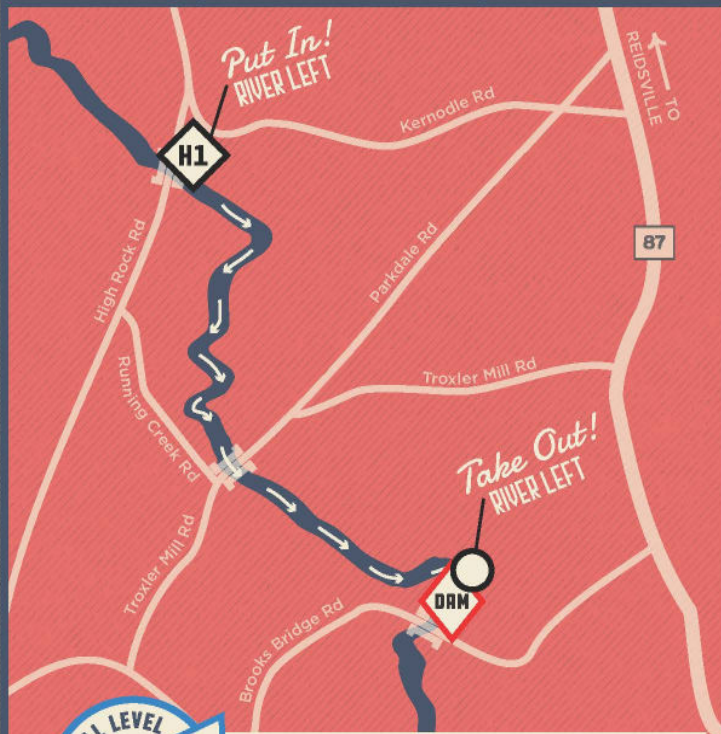 Put In!
RIVER LEFT
REIDSVILLE
TO
Kernodle Rd
H1
High Rock Rd
Parkdale Rd
87
Running Creek Rd
Troxler Mill Rd
Take Out!
RIVER LEFT
Troxler Mill Rd
DAM
Brooks Bridge Rd
LEVEL